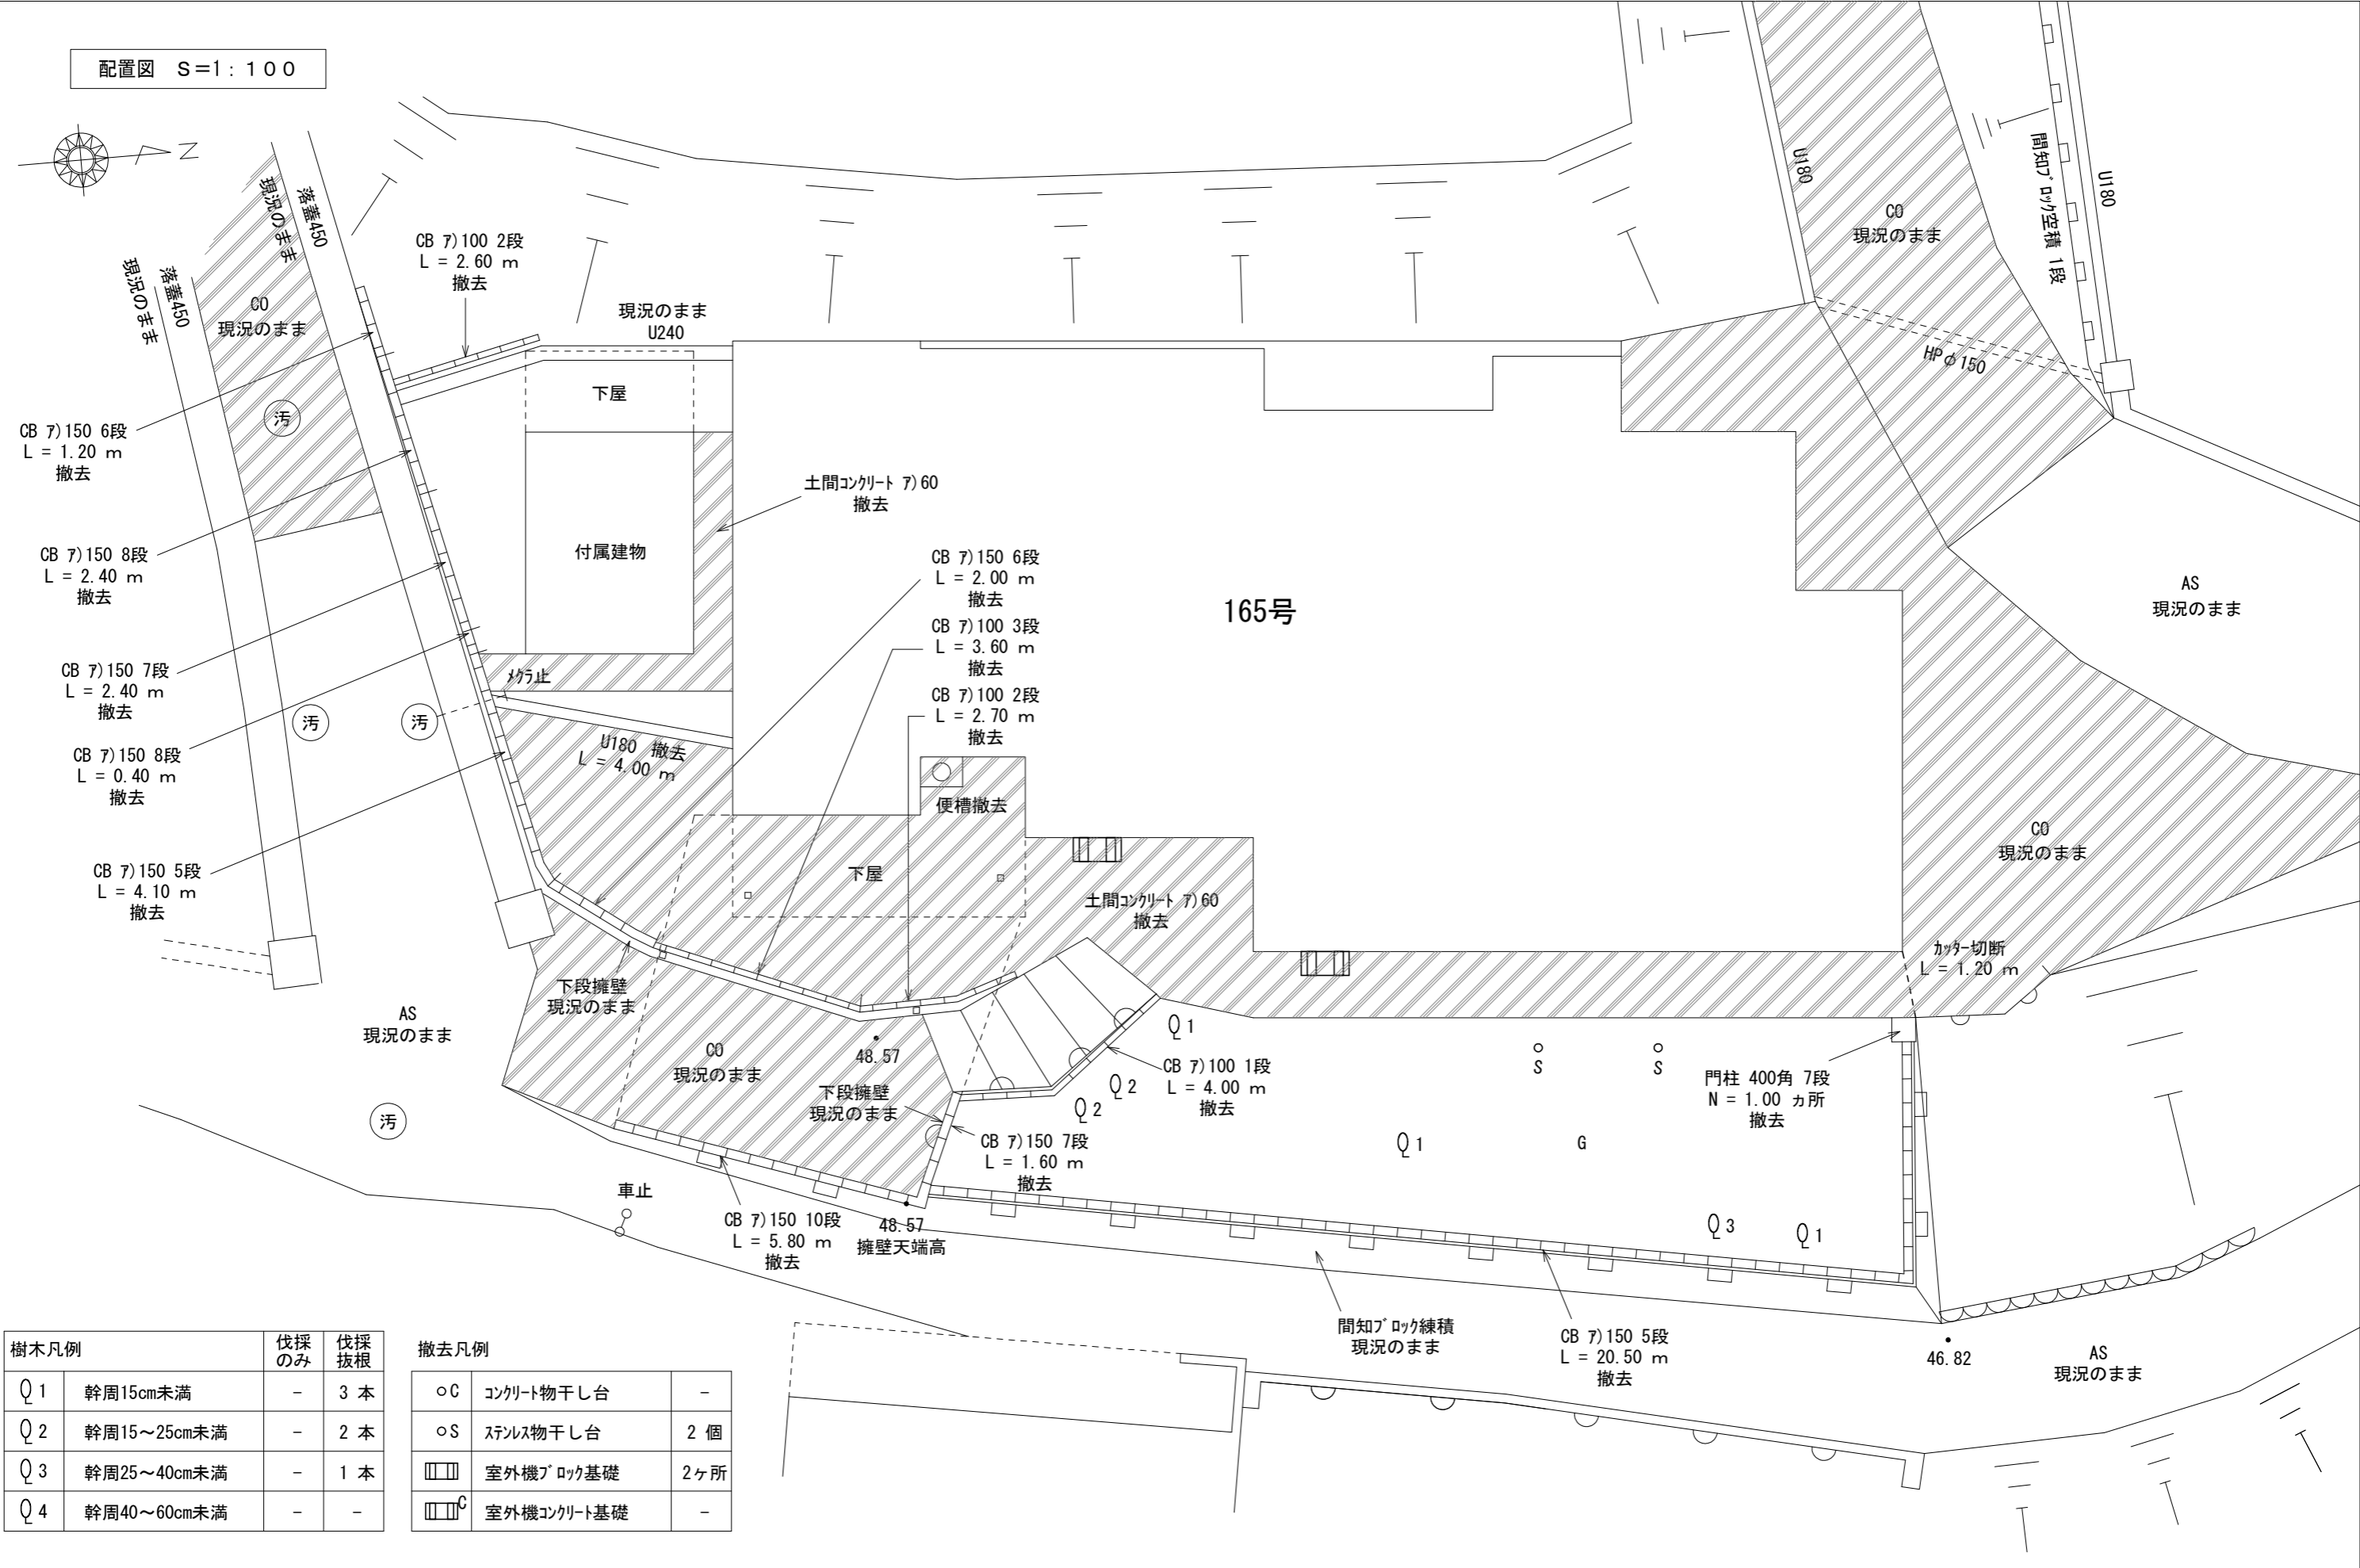 配置図　Ｓ＝1：１００
N
現況のまま
落蓋450
現況のまま
落蓋450
CO
現況のまま
汚
CB ｱ)100 2段
L = 2.60 m
撤去
現況のまま
U240
下屋
付属建物
U180
CO
現況のまま
間知ﾌﾞﾛｯｸ空積 1段
U180
HPφ150
CB ｱ)150 6段
L = 1.20 m
撤去
CB ｱ)150 8段
L = 2.40 m
撤去
CB ｱ)150 7段
L = 2.40 m
撤去
CB ｱ)150 8段
L = 0.40 m
撤去
CB ｱ)150 5段
L = 4.10 m
撤去
土間ｺﾝｸﾘｰﾄ ｱ)60
撤去
CB ｱ)150 6段
L = 2.00 m
撤去
CB ｱ)100 3段
L = 3.60 m
撤去
CB ｱ)100 2段
L = 2.70 m
撤去
165号
AS
現況のまま
ﾒｸﾗ止
汚
汚
U180 撤去
L = 4.00 m
便槽撤去
下屋
土間ｺﾝｸﾘｰﾄ ｱ)60
撤去
CO
現況のまま
ｶｯﾀｰ切断
L = 1.20 m
下段擁壁
現況のまま
AS
現況のまま
CO
現況のまま
48.57
下段擁壁
現況のまま
1
2
2
CB ｱ)100 1段
L = 4.00 m
撤去
S
S
門柱 400角 7段
N = 1.00 ヵ所
撤去
汚
CB ｱ)150 7段
L = 1.60 m
撤去
1
G
車止
CB ｱ)150 10段
L = 5.80 m
撤去
48.57
擁壁天端高
3
1
間知ﾌﾞﾛｯｸ練積
現況のまま
CB ｱ)150 5段
L = 20.50 m
撤去
46.82
AS
現況のまま
樹木凡例 伐採のみ 伐採抜根
1 幹周15cm未満 − 3 本
2 幹周15～25cm未満 − 2 本
3 幹周25～40cm未満 − 1 本
4 幹周40～60cm未満 − −
撤去凡例
C ｺﾝｸﾘｰﾄ物干し台 −
S ｽﾃﾝﾚｽ物干し台 2 個
室外機ﾌﾞﾛｯｸ基礎 2ヶ所
C 室外機ｺﾝｸﾘｰﾄ基礎 −